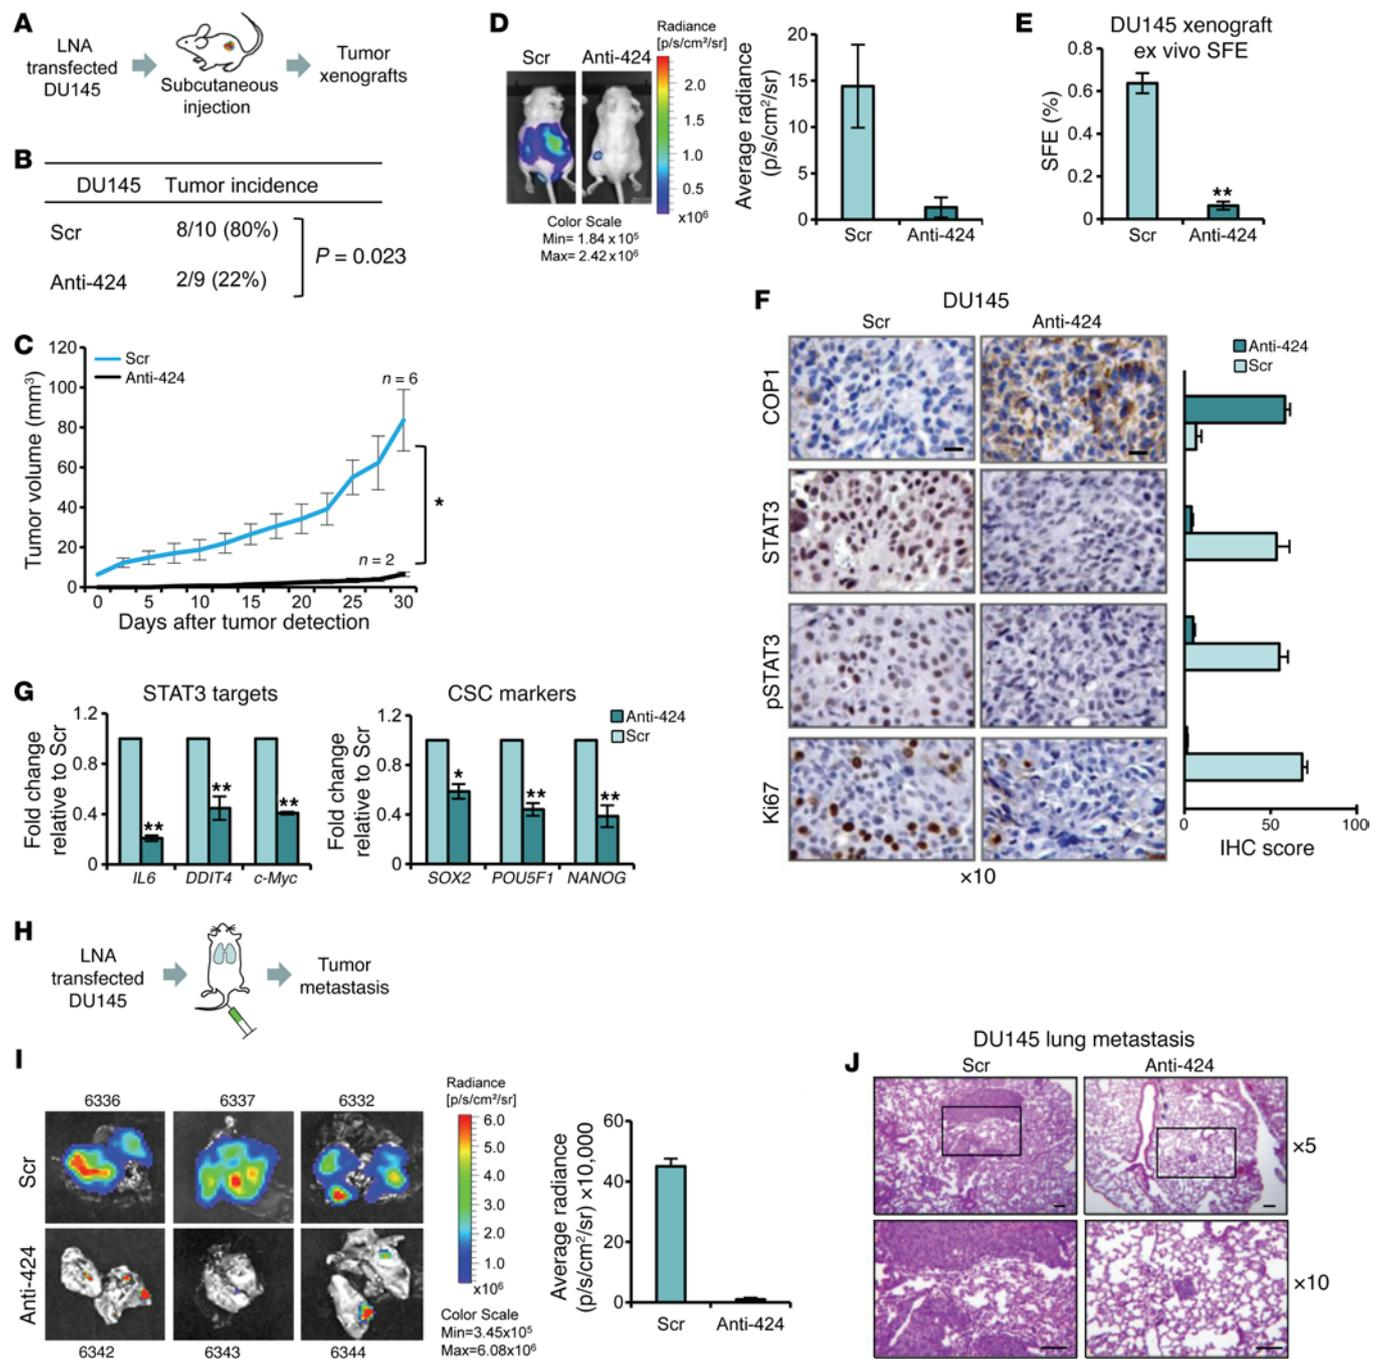 A
LNA
transfected
DU145
Subcutaneous
injection
Tumor
xenografts
B
DU145 Tumor incidence
Scr 8/10 (80%)
Anti-424 2/9 (22%)
P = 0.023
C
Tumor volume (mm³)
120
100
80
60
40
20
0
Scr
Anti-424
n = 6
n = 2
*
0 5 10 15 20 25 30
Days after tumor detection
D
Scr Anti-424
Radiance
[p/s/cm²/sr]
2.0
1.5
1.0
0.5
x10⁶
Color Scale
Min= 1.84 x 10⁵
Max= 2.42 x 10⁶
Average radiance
(p/s/cm²/sr)
20
15
10
5
0
Scr Anti-424
E
DU145 xenograft
ex vivo SFE
SFE (%)
0.8
0.6
0.4
0.2
0
**
Scr Anti-424
F
DU145
Scr Anti-424
COP1
STAT3
pSTAT3
Ki67
×10
Anti-424
Scr
0 50 100
IHC score
G
STAT3 targets
Fold change
relative to Scr
1.2
0.8
0.4
0
** ** **
IL6 DDIT4 c-Myc
CSC markers
Fold change
relative to Scr
1.2
0.8
0.4
0
* ** **
SOX2 POU5F1 NANOG
Anti-424
Scr
H
LNA
transfected
DU145
Tumor
metastasis
I
6336 6337 6332
Scr
Anti-424
6342 6343 6344
Radiance
[p/s/cm²/sr]
6.0
5.0
4.0
3.0
2.0
1.0
x10⁶
Color Scale
Min=3.45x10⁵
Max=6.08x10⁶
Average radiance
(p/s/cm²/sr) ×10,000
60
40
20
0
Scr Anti-424
J
DU145 lung metastasis
Scr Anti-424
×5
×10